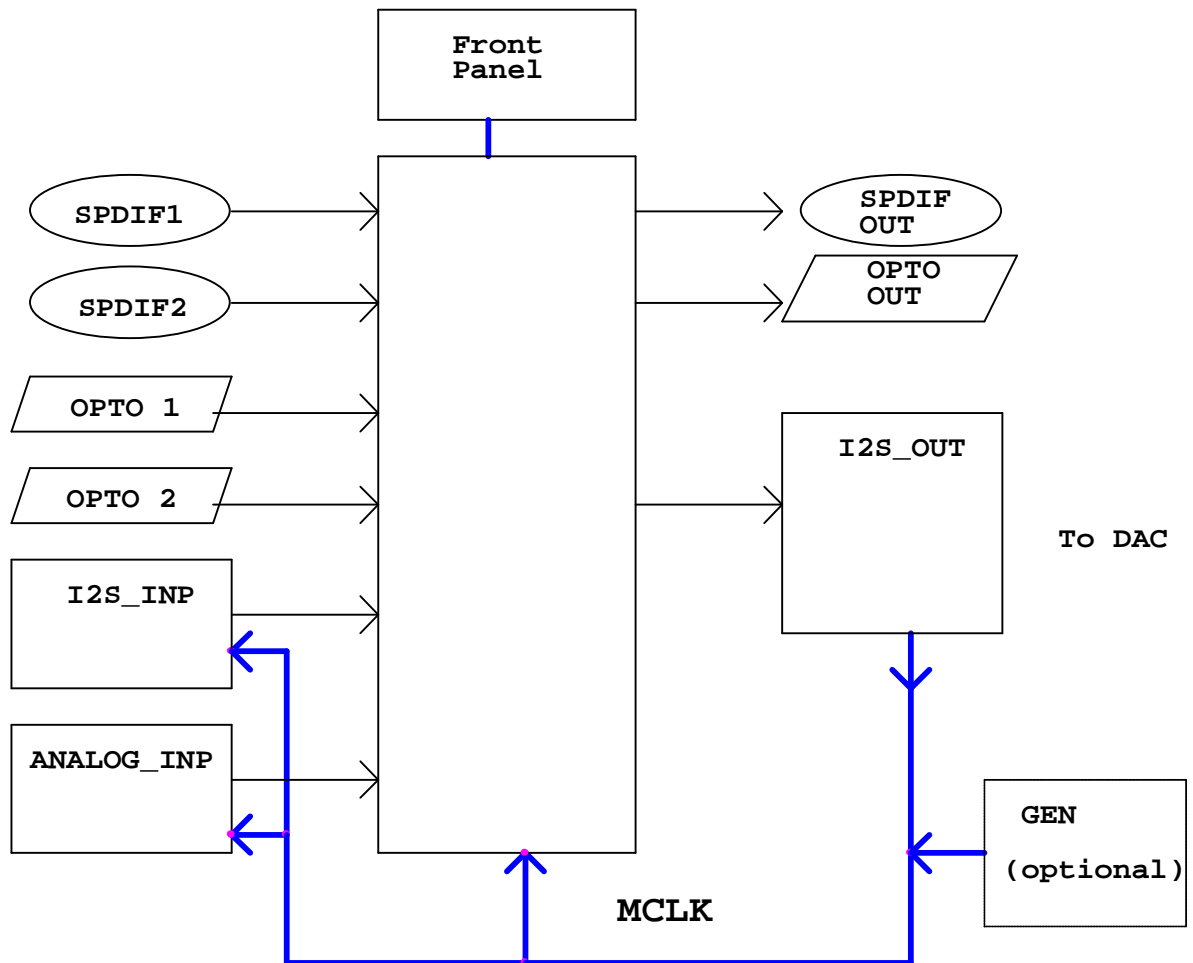 Front
Panel
SPDIF1
SPDIF
OUT
SPDIF2
OPTO
OUT
OPTO 1
I2S_OUT
OPTO 2
To DAC
I2S_INP
ANALOG_INP
GEN
(optional)
MCLK